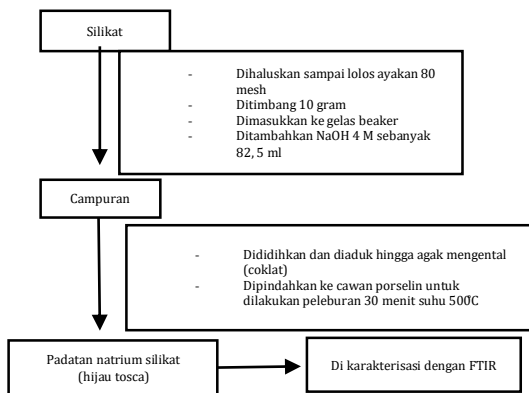 Silikat
- Dihaluskan sampai lolos ayakan 80
mesh
- Ditimbang 10 gram
- Dimasukkan ke gelas beaker
- Ditambahkan NaOH 4 M sebanyak
82, 5 ml
Campuran
- Dididihkan dan diaduk hingga agak mengental
(coklat)
- Dipindahkan ke cawan porselin untuk
dilakukan peleburan 30 menit suhu 500̊C
Padatan natrium silikat
(hijau tosca)
Di karakterisasi dengan FTIR